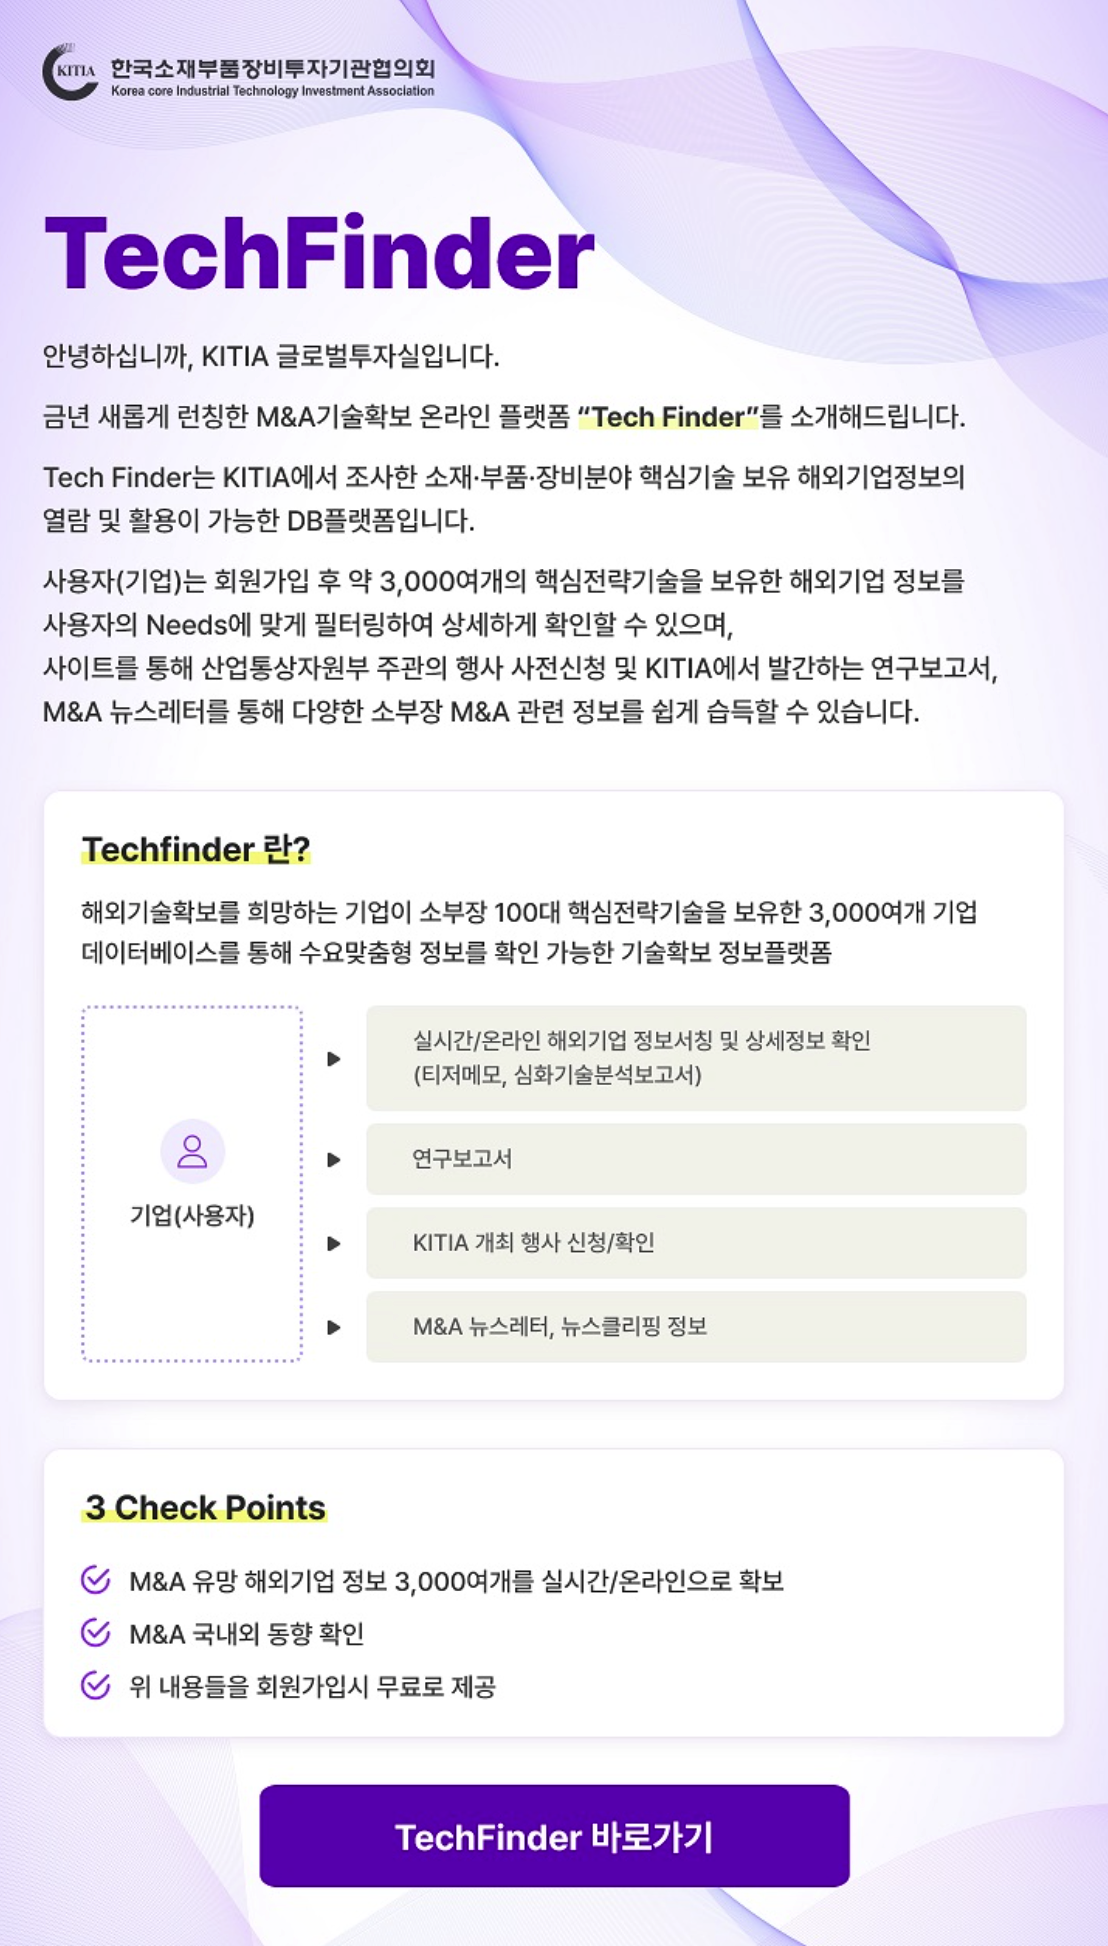 KITIA 한국소재부품장비투자기관협의회
Korea core Industrial Technology Investment Association
TechFinder
안녕하십니까, KITIA 글로벌투자실입니다.
금년 새롭게 런칭한 M&A기술확보 온라인 플랫폼 “Tech Finder”를 소개해드립니다.
Tech Finder는 KITIA에서 조사한 소재·부품·장비분야 핵심기술 보유 해외기업정보의
열람 및 활용이 가능한 DB플랫폼입니다.
사용자(기업)는 회원가입 후 약 3,000여개의 핵심전략기술을 보유한 해외기업 정보를
사용자의 Needs에 맞게 필터링하여 상세하게 확인할 수 있으며,
사이트를 통해 산업통상자원부 주관의 행사 사전신청 및 KITIA에서 발간하는 연구보고서,
M&A 뉴스레터를 통해 다양한 소부장 M&A 관련 정보를 쉽게 습득할 수 있습니다.
Techfinder 란?
해외기술확보를 희망하는 기업이 소부장 100대 핵심전략기술을 보유한 3,000여개 기업
데이터베이스를 통해 수요맞춤형 정보를 확인 가능한 기술확보 정보플랫폼
기업(사용자)
실시간/온라인 해외기업 정보서칭 및 상세정보 확인
(티저메모, 심화기술분석보고서)
연구보고서
KITIA 개최 행사 신청/확인
M&A 뉴스레터, 뉴스클리핑 정보
3 Check Points
M&A 유망 해외기업 정보 3,000여개를 실시간/온라인으로 확보
M&A 국내외 동향 확인
위 내용들을 회원가입시 무료로 제공
TechFinder 바로가기